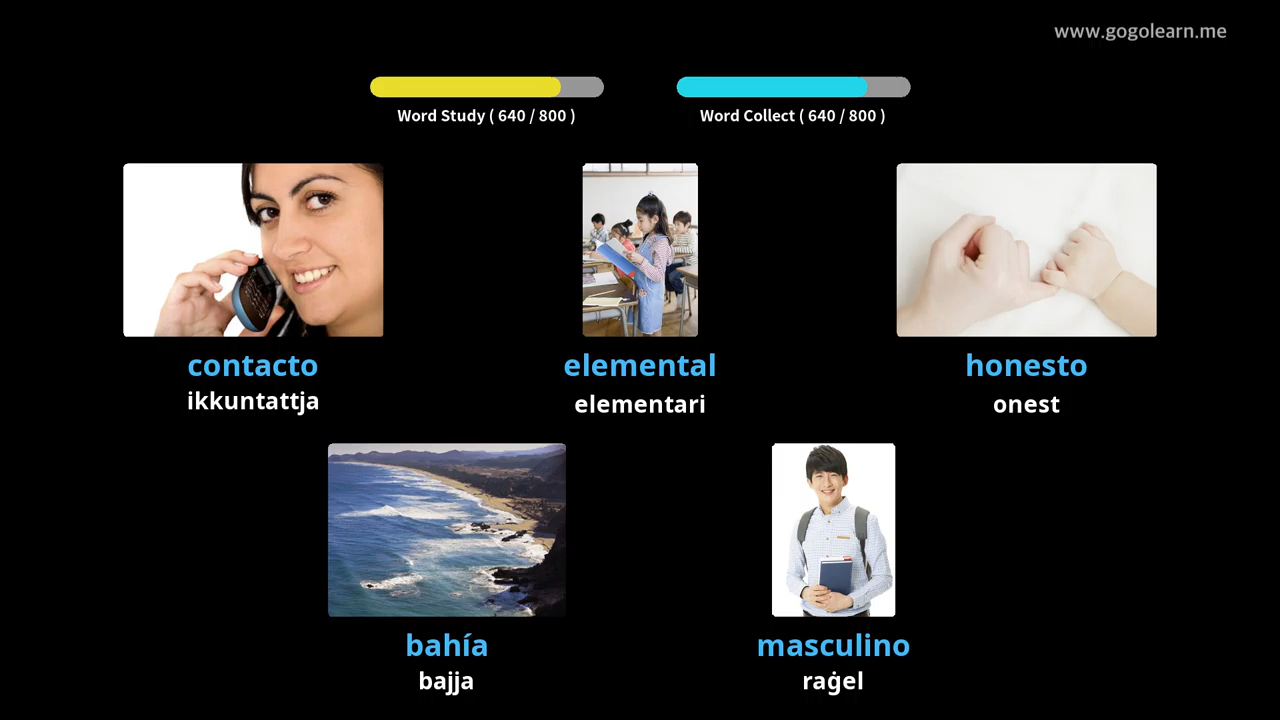 www.gogolearn.me
Word Study ( 640 / 800 )
Word Collect ( 640 / 800 )
contacto
ikkuntattja
elemental
elementari
honesto
onest
bahía
bajja
masculino
raġel